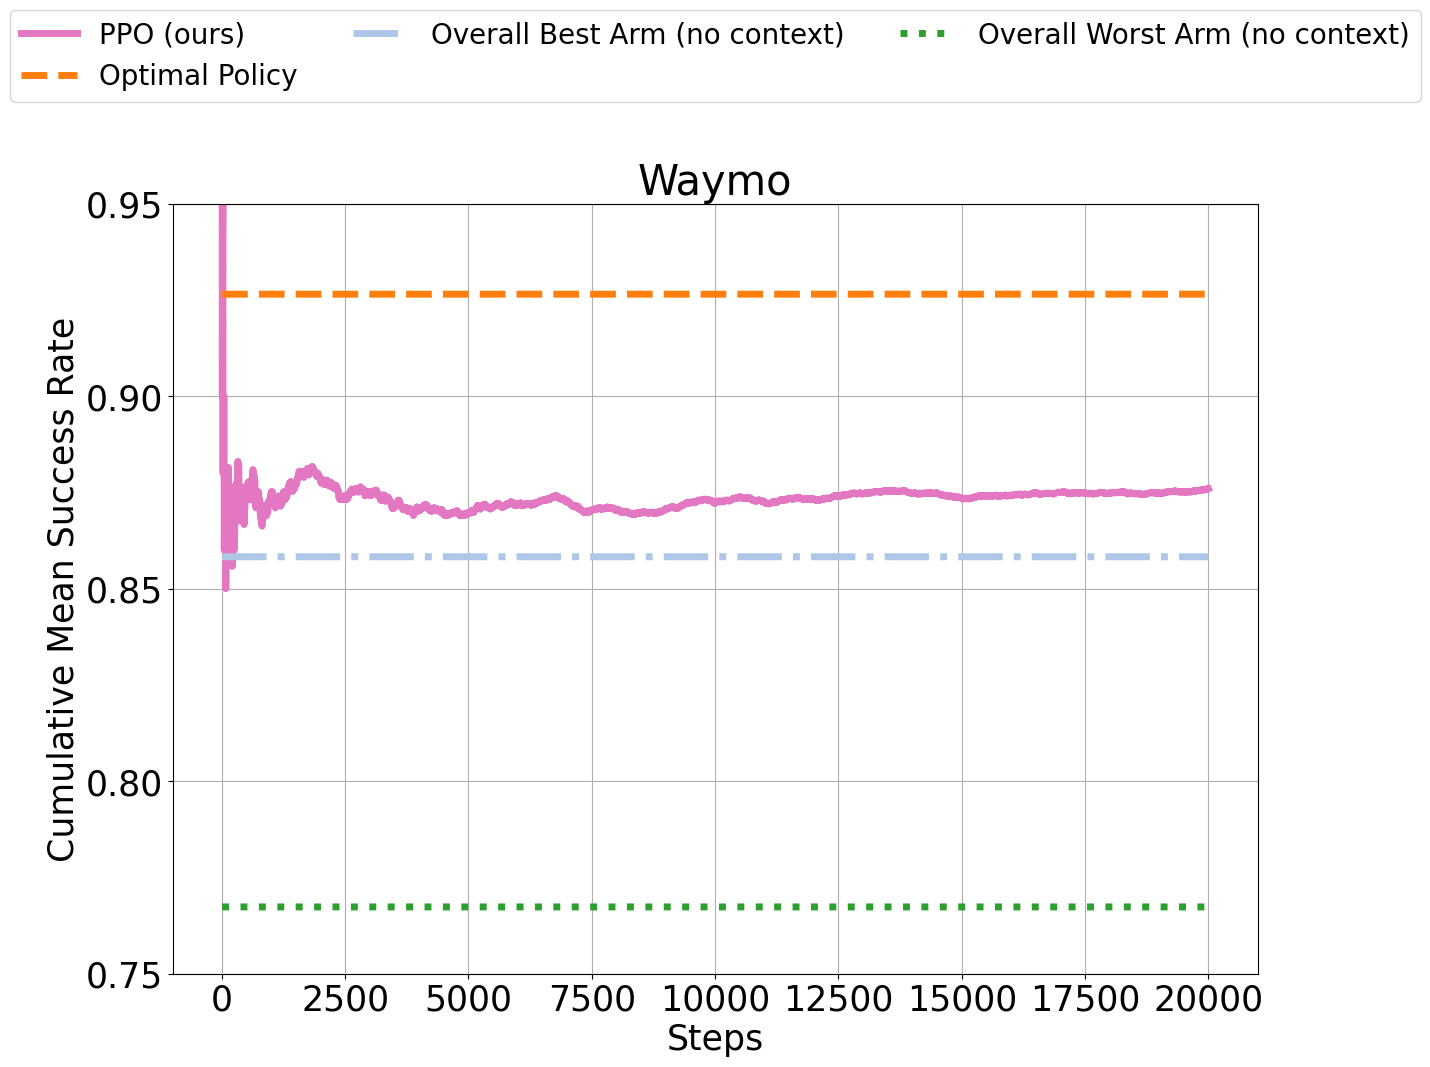 PPO (ours) Overall Best Arm (no context) Overall Worst Arm (no context)
Optimal Policy
Waymo
0.95
0.90
0.85
0.80
0.75
Cumulative Mean Success Rate
0 2500 5000 7500 10000 12500 15000 17500 20000
Steps